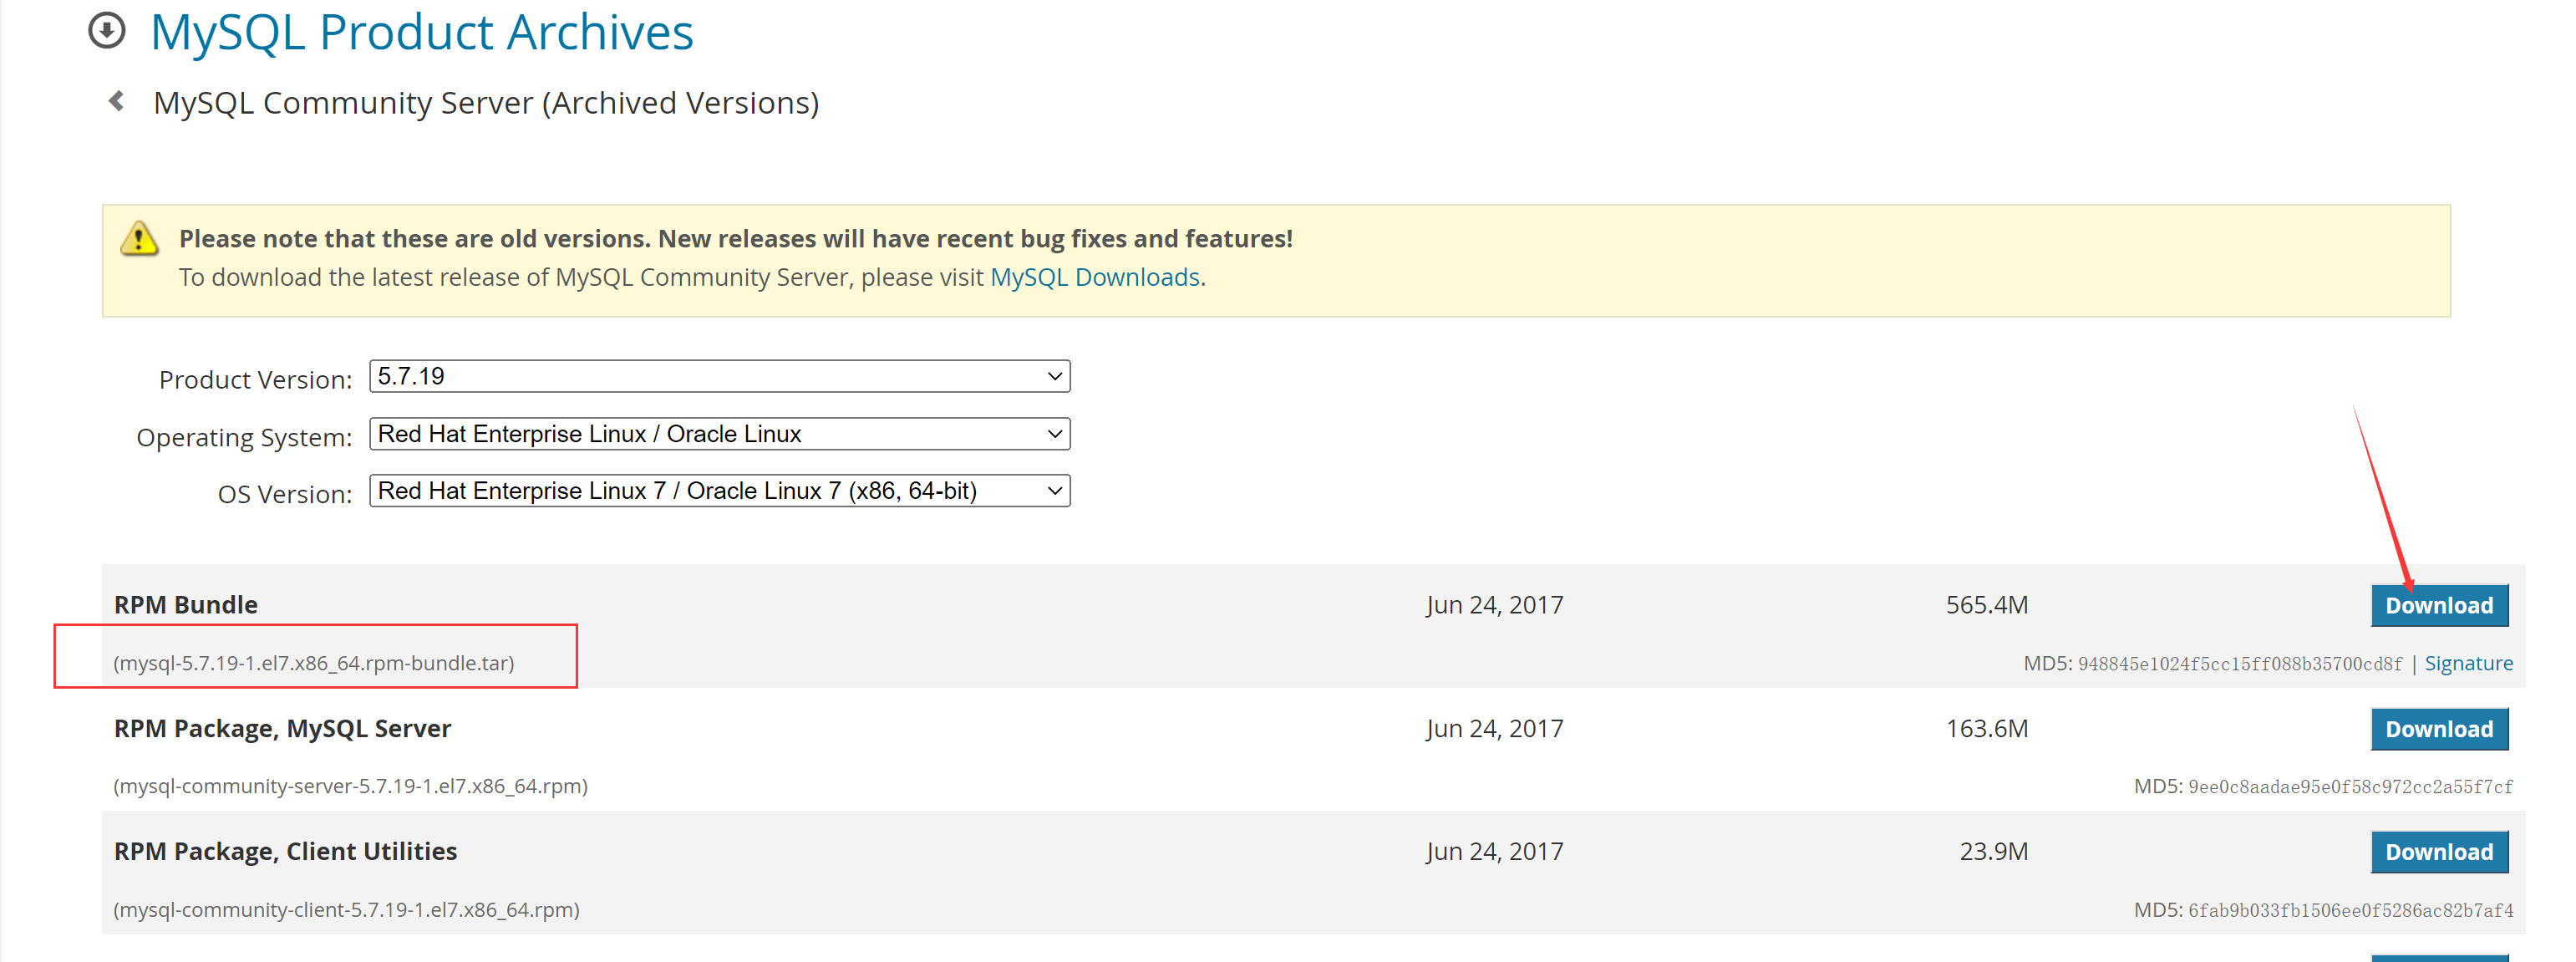 MySQL Product Archives
MySQL Community Server (Archived Versions)
Please note that these are old versions. New releases will have recent bug fixes and features!
To download the latest release of MySQL Community Server, please visit MySQL Downloads.
Product Version: 5.7.19
Operating System: Red Hat Enterprise Linux / Oracle Linux
OS Version: Red Hat Enterprise Linux 7 / Oracle Linux 7 (x86, 64-bit)
RPM Bundle Jun 24, 2017 565.4M Download
(mysql-5.7.19-1.el7.x86_64.rpm-bundle.tar) MD5: 948845e1024f5cc15ff088b35700cd8f | Signature
RPM Package, MySQL Server Jun 24, 2017 163.6M Download
(mysql-community-server-5.7.19-1.el7.x86_64.rpm) MD5: 9ee0c8aadae95e0f58c972cc2a55f7cf
RPM Package, Client Utilities Jun 24, 2017 23.9M Download
(mysql-community-client-5.7.19-1.el7.x86_64.rpm) MD5: 6fab9b033fb1506ee0f5286ac82b7af4